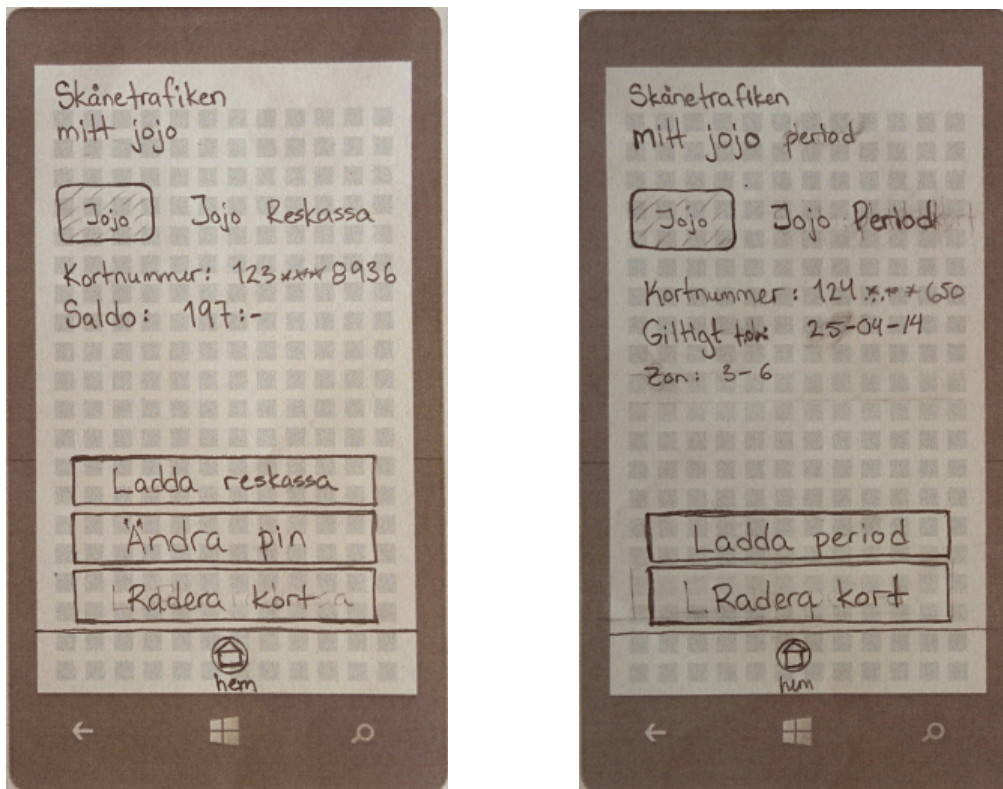 Skånetrafiken
mitt jojo
Jojo
Jojo Reskassa
Kortnummer: 123****8936
Saldo: 197:-
Ladda reskassa
Ändra pin
Radera kort
hem
Skånetrafiken
mitt jojo period
Jojo
Jojo Period
Kortnummer: 124 **** 650
Giltigt 25-04-14
Zon: 3-6
Ladda period
Radera kort
hem